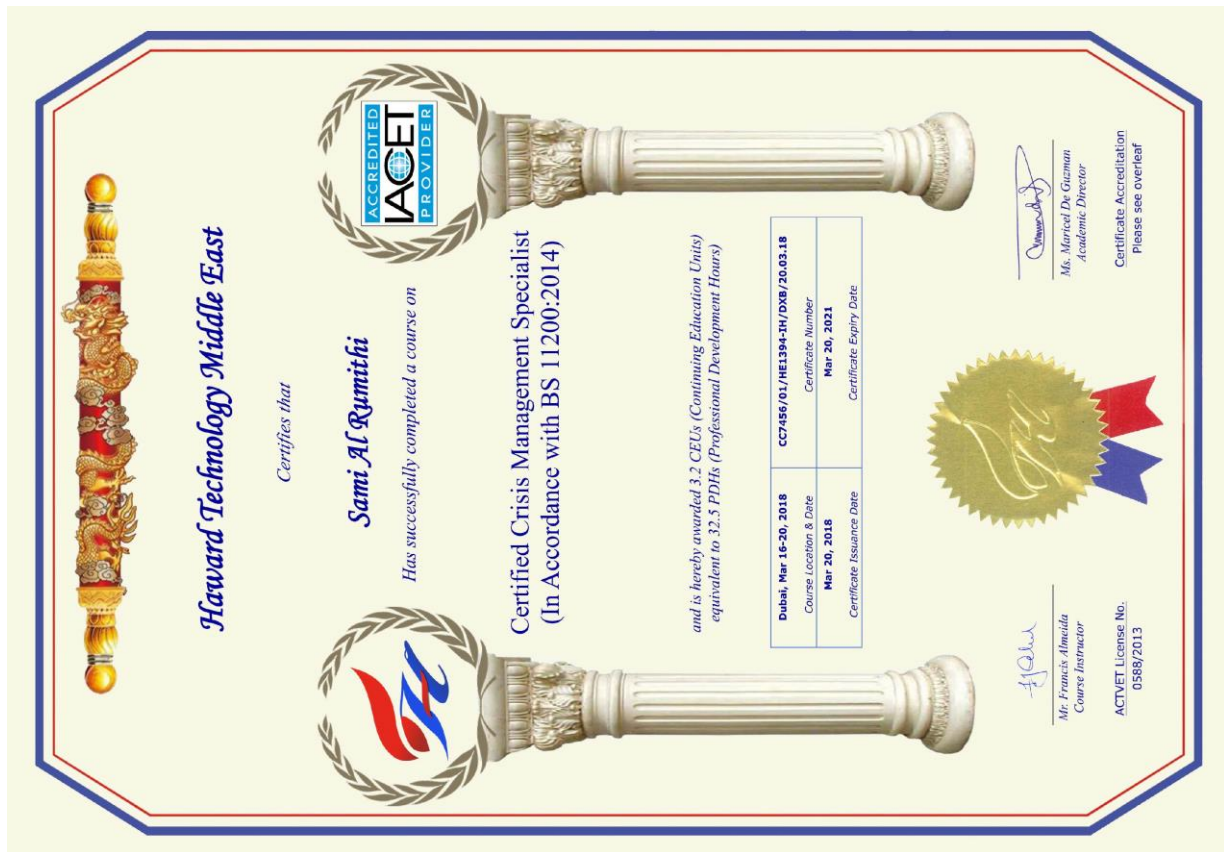 Haward Technology Middle East
Certifies that
Sami Al Rumithi
Has successfully completed a course on
ACCREDITED
IACET
PROVIDER
Certified Crisis Management Specialist
(In Accordance with BS 11200:2014)
and is hereby awarded 3.2 CEUs (Continuing Education Units)
equivalent to 32.5 PDHs (Professional Development Hours)
Dubai, Mar 16-20, 2018
CC7456/01/HE1394-IH/DXB/20.03.18
Course Location & Date
Certificate Number
Mar 20, 2018
Mar 20, 2021
Certificate Issuance Date
Certificate Expiry Date
Mr. Francis Almeida
Course Instructor
ACTVET License No.
0588/2013
Ms. Maricel De Guzman
Academic Director
Certificate Accreditation
Please see overleaf